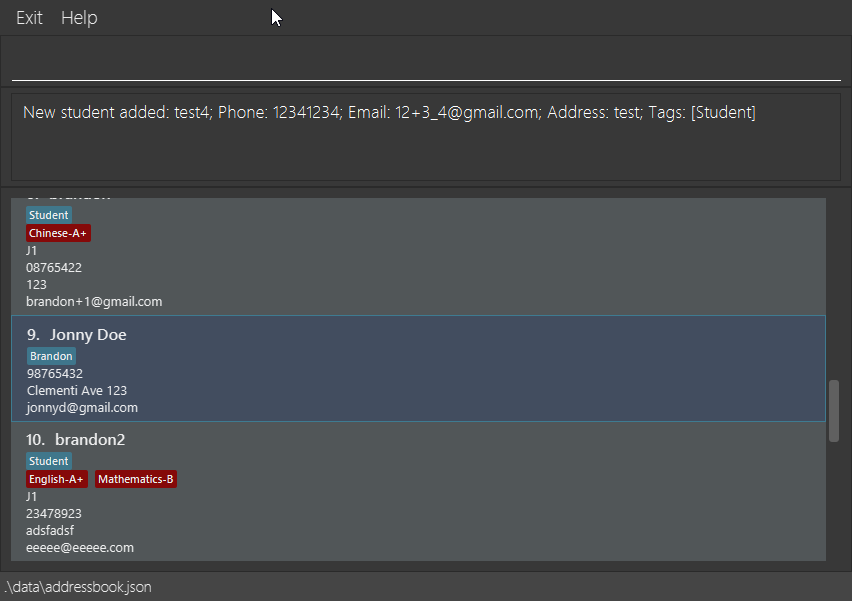 Exit Help
New student added: test4; Phone: 12341234; Email: 12+3_4@gmail.com; Address: test; Tags: [Student]
8. brandon
Student
Chinese-A+
J1
08765422
123
brandon+1@gmail.com
9. Jonny Doe
Brandon
98765432
Clementi Ave 123
jonnyd@gmail.com
10. brandon2
Student
English-A+ Mathematics-B
J1
23478923
adsfadsf
eeeee@eeeee.com
.\data\addressbook.json